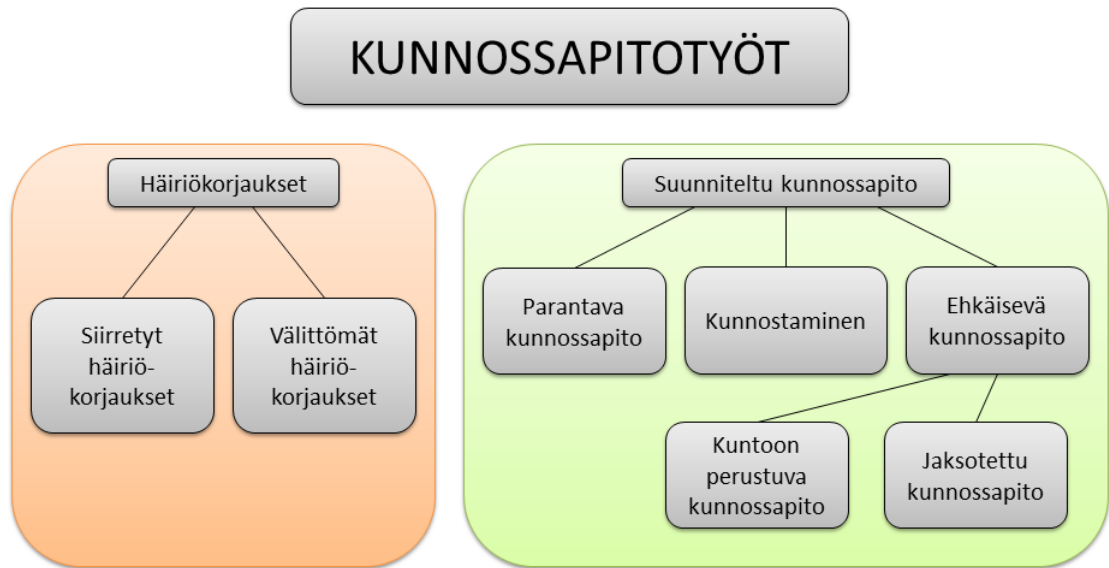 KUNNOSSAPITOTYÖT
Häiriökorjaukset
Siirretyt
häiriö-
korjaukset
Välittömät
häiriö-
korjaukset
Suunniteltu kunnossapito
Parantava
kunnossapito
Kunnostaminen
Ehkäisevä
kunnossapito
Kuntoon
perustuva
kunnossapito
Jaksotettu
kunnossapito